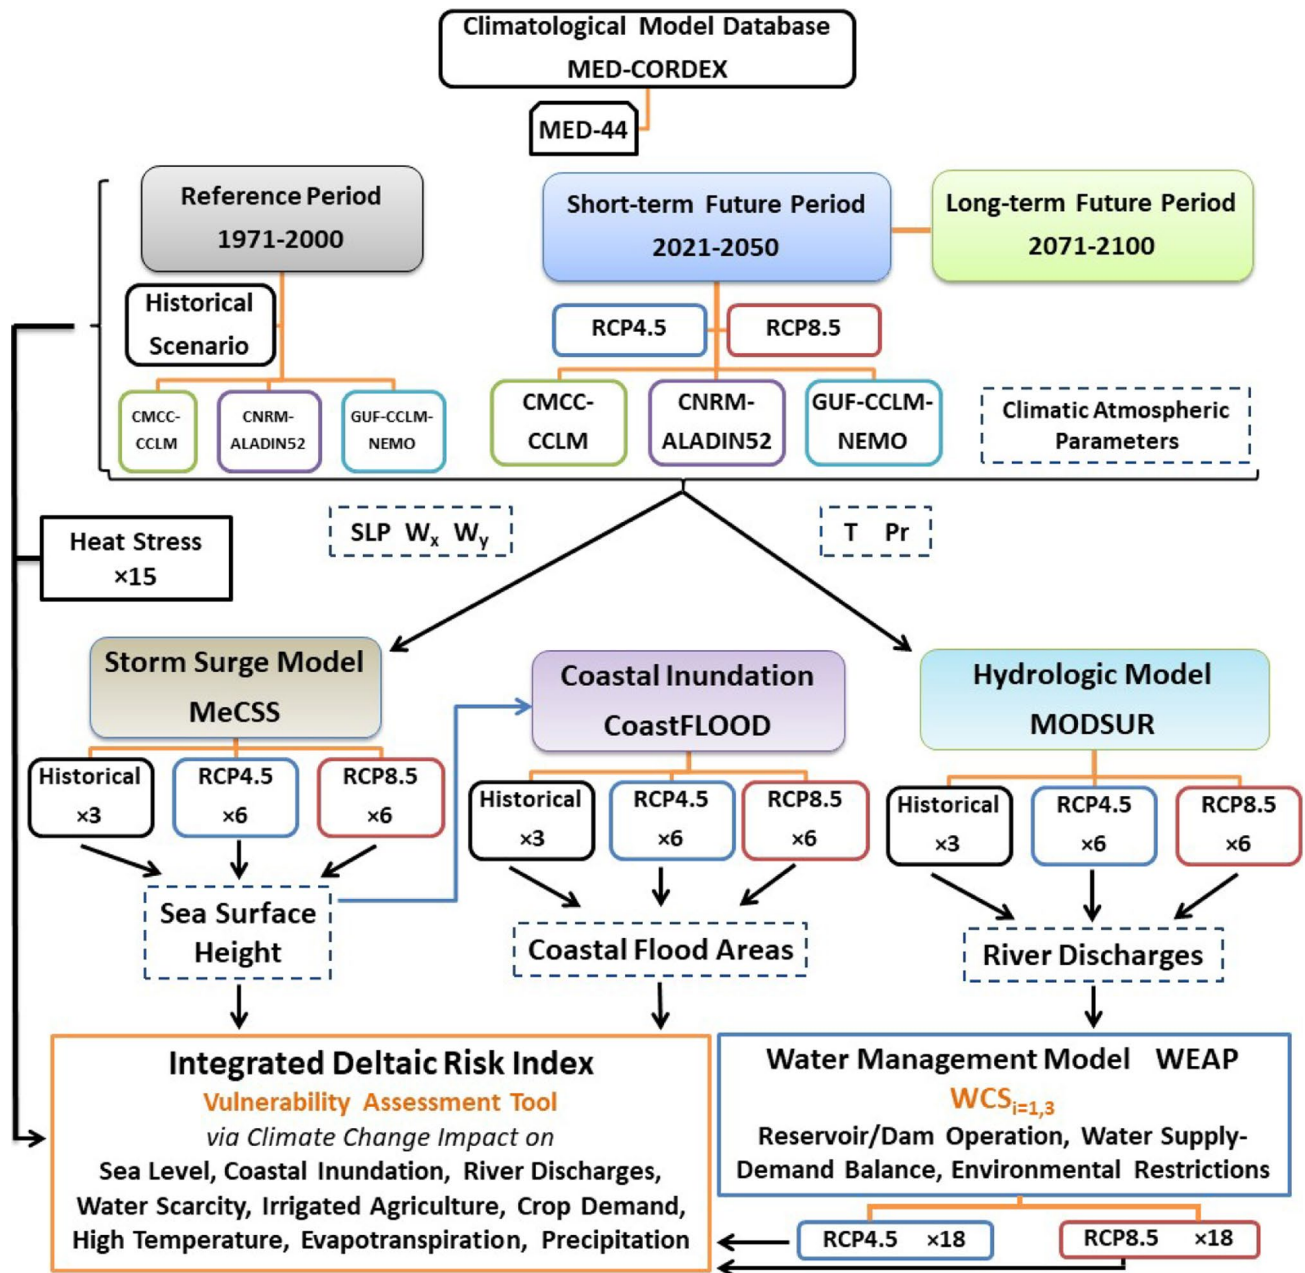 Climatological Model Database
MED-CORDEX
MED-44
Reference Period
1971-2000
Short-term Future Period
2021-2050
Long-term Future Period
2071-2100
Historical
Scenario
RCP4.5
RCP8.5
CMCC-
CCLM
CNRM-
ALADIN52
GUF-CCLM-
NEMO
CMCC-
CCLM
CNRM-
ALADIN52
GUF-CCLM-
NEMO
Climatic Atmospheric
Parameters
SLP Wx Wy
T Pr
Heat Stress
×15
Storm Surge Model
MeCSS
Coastal Inundation
CoastFLOOD
Hydrologic Model
MODSUR
Historical
×3
RCP4.5
×6
RCP8.5
×6
Historical
×3
RCP4.5
×6
RCP8.5
×6
Historical
×3
RCP4.5
×6
RCP8.5
×6
Sea Surface
Height
Coastal Flood Areas
River Discharges
Integrated Deltaic Risk Index
Vulnerability Assessment Tool
via Climate Change Impact on
Sea Level, Coastal Inundation, River Discharges,
Water Scarcity, Irrigated Agriculture, Crop Demand,
High Temperature, Evapotranspiration, Precipitation
Water Management Model WEAP
WCSi=1,3
Reservoir/Dam Operation, Water Supply-
Demand Balance, Environmental Restrictions
RCP4.5 ×18
RCP8.5 ×18